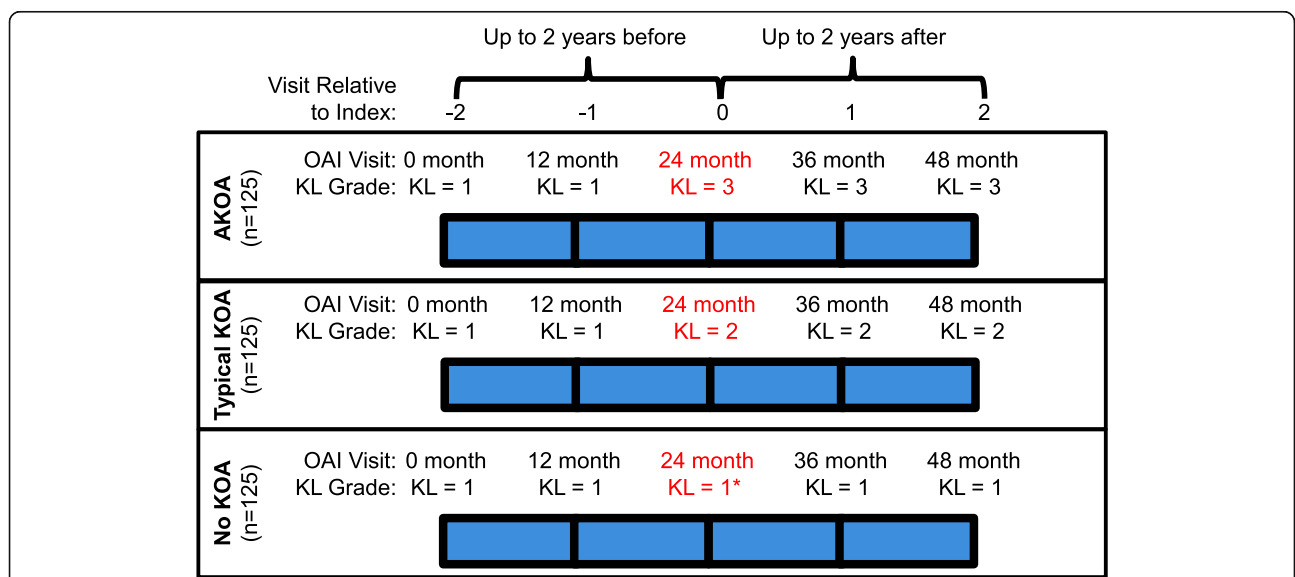 Up to 2 years before Up to 2 years after
Visit Relative
to Index: -2 -1 0 1 2
AKOA
(n=125)
OAI Visit: 0 month 12 month 24 month 36 month 48 month
KL Grade: KL = 1 KL = 1 KL = 3 KL = 3 KL = 3
Typical KOA
(n=125)
OAI Visit: 0 month 12 month 24 month 36 month 48 month
KL Grade: KL = 1 KL = 1 KL = 2 KL = 2 KL = 2
No KOA
(n=125)
OAI Visit: 0 month 12 month 24 month 36 month 48 month
KL Grade: KL = 1 KL = 1 KL = 1* KL = 1 KL = 1